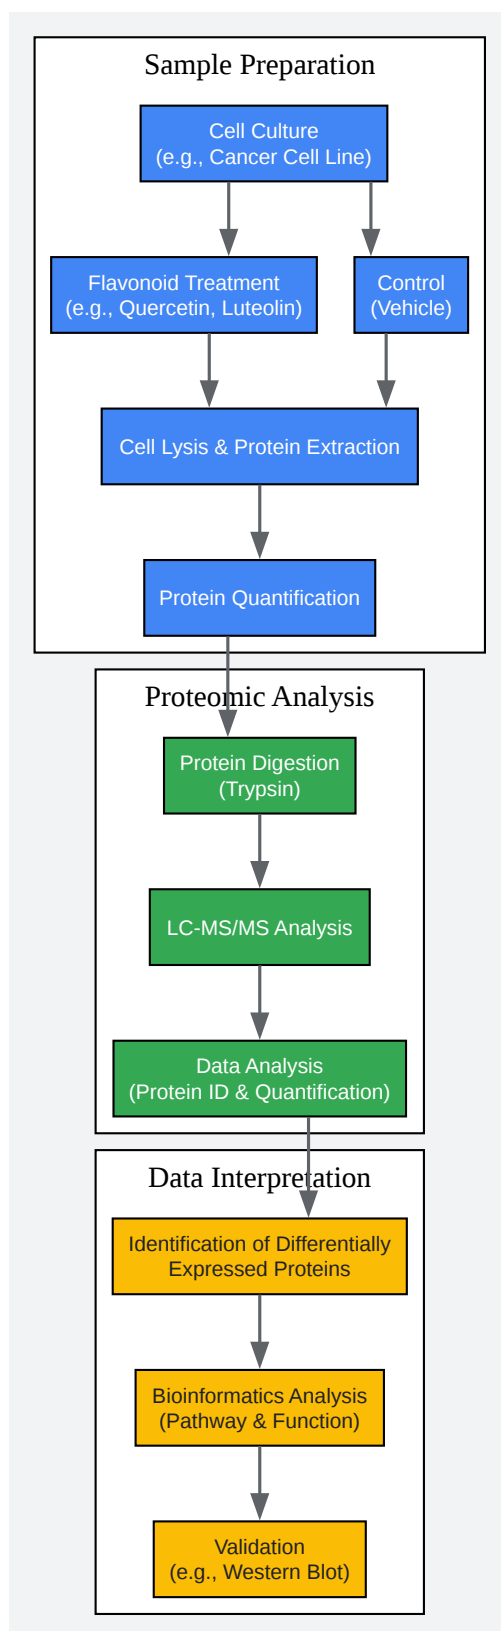 Sample Preparation
Cell Culture
(e.g., Cancer Cell Line)
Flavonoid Treatment
(e.g., Quercetin, Luteolin)
Control
(Vehicle)
Cell Lysis & Protein Extraction
Protein Quantification
Proteomic Analysis
Protein Digestion
(Trypsin)
LC-MS/MS Analysis
Data Analysis
(Protein ID & Quantification)
Data Interpretation
Identification of Differentially
Expressed Proteins
Bioinformatics Analysis
(Pathway & Function)
Validation
(e.g., Western Blot)